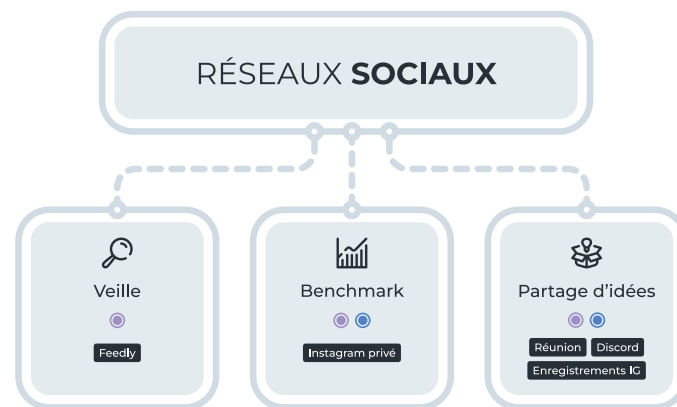 RÉSEAUX SOCIAUX
Veille
Feedly
Benchmark
Instagram privé
Partage d'idées
Réunion Discord
Enregistrements IG